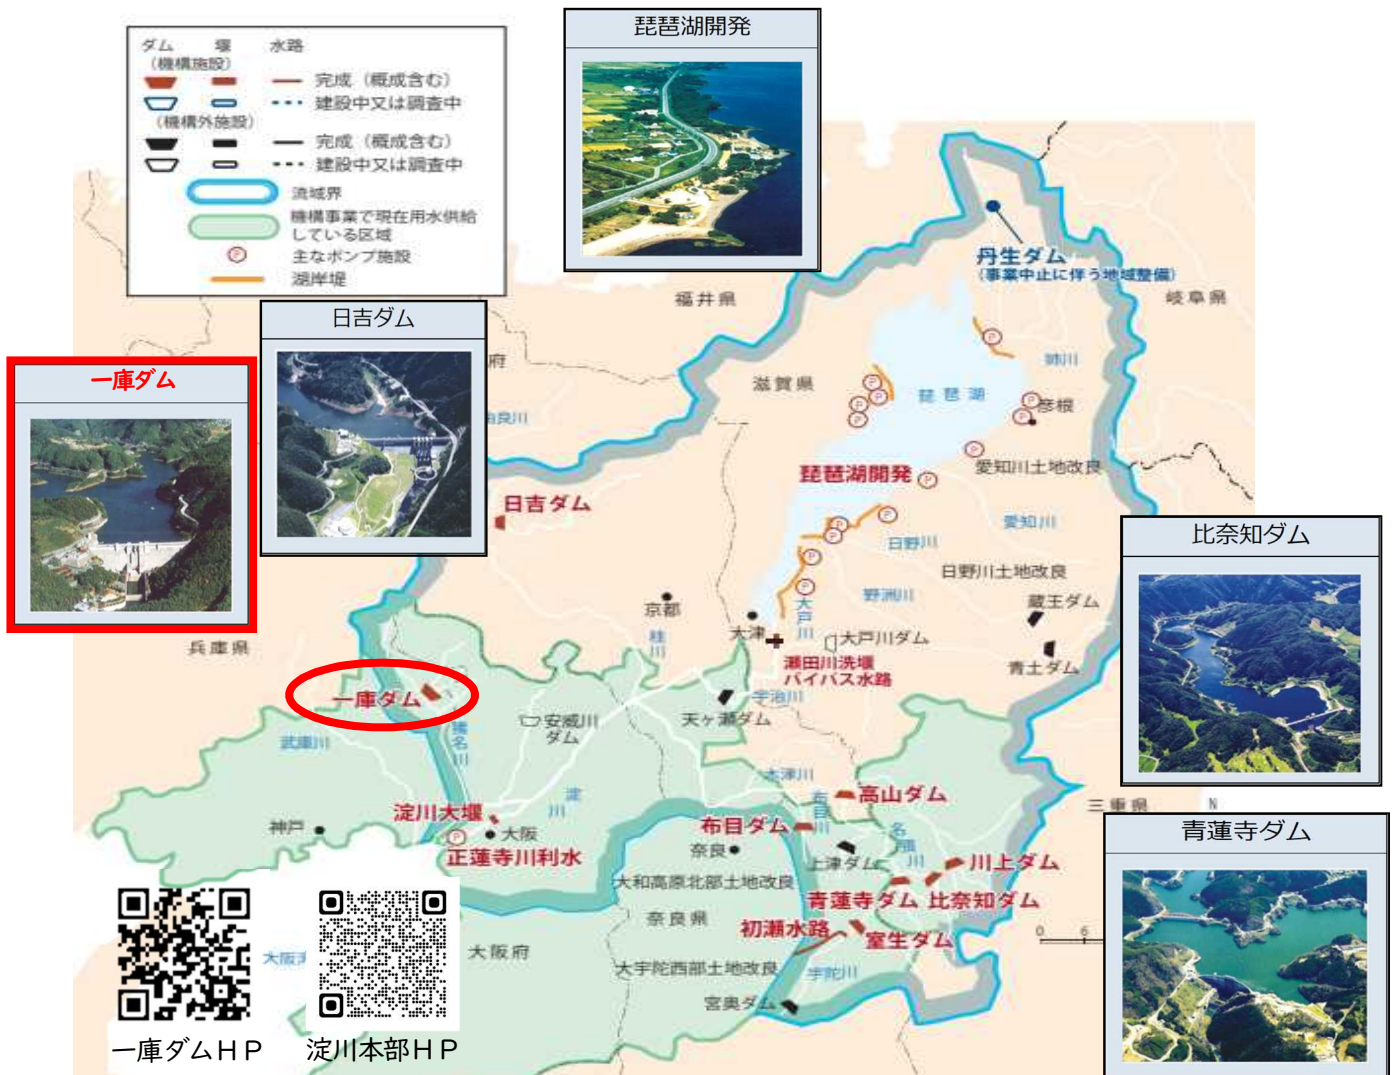 琵琶湖開発
ダム 堰 水路
(機構施設)
完成(概成含む)
建設中又は調査中
(機構外施設)
完成(概成含む)
建設中又は調査中
流域界
機構事業で現在用水供給
している区域
P 主なポンプ施設
湖岸堤
日吉ダム
一庫ダム
福井県
丹生ダム
(事業中止に伴う地域整備)
岐阜県
府
由良川
滋賀県
琵琶湖
姉川
P
P
P
P
P
P
P
彦根
P
愛知川土地改良
琵琶湖開発
P
日吉ダム
愛知川
P
P
P
日野川
P
P
日野川土地改良
野洲川
蔵王ダム
比奈知ダム
京都
桂川
大津
大戸川
大戸川ダム
青土ダム
瀬田川洗堰
バイパス水路
兵庫県
一庫ダム
猪名川
安威川
ダム
天ヶ瀬ダム
宇治川
武庫川
木津川
淀川
淀川大堰
神戸
大阪
P
正蓮寺川利水
布目ダム
布目川
高山ダム
名張川
三重県
N
奈良
上津ダム
川上ダム
大和高原北部土地改良
青蓮寺ダム
比奈知ダム
青蓮寺ダム
奈良県
初瀬水路
室生ダム
0 6
大阪府
大宇陀西部土地改良
宇陀川
宮奥ダム
一庫ダムHP
淀川本部HP